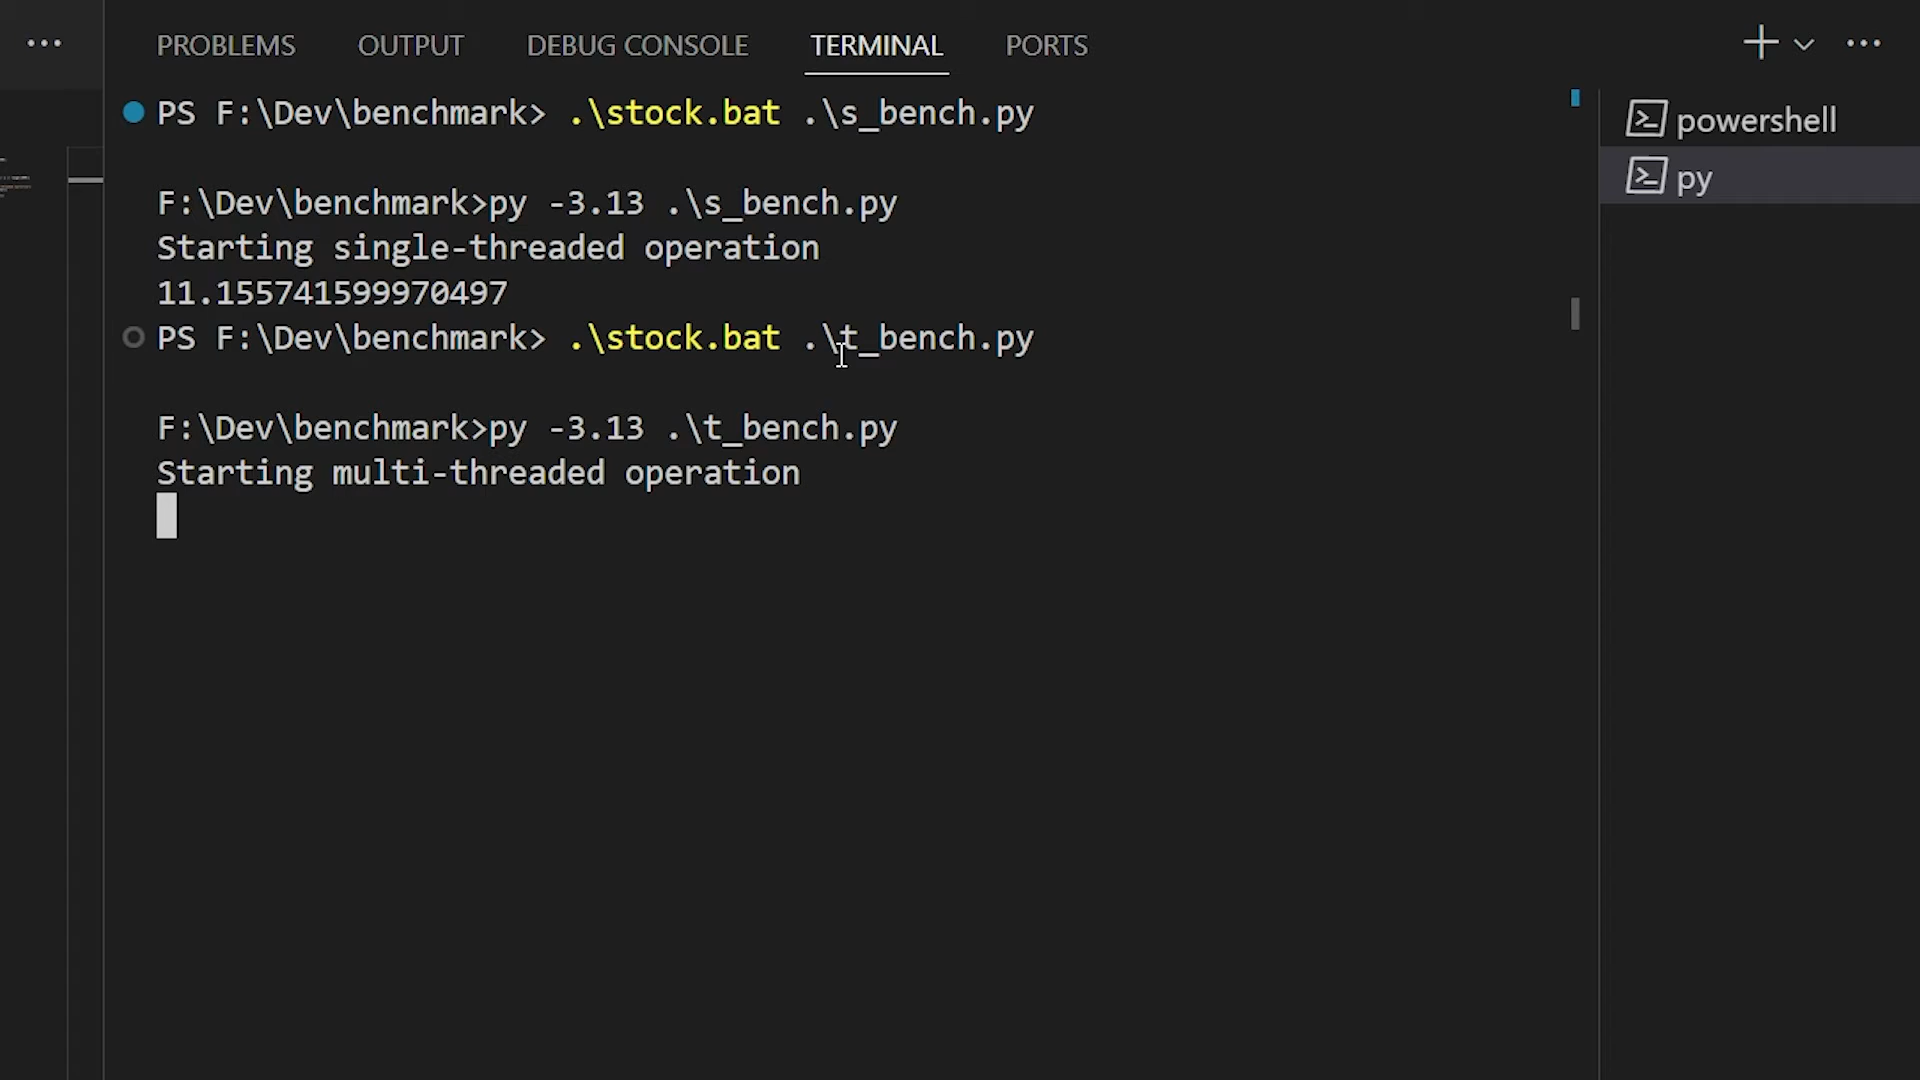 PROBLEMS OUTPUT DEBUG CONSOLE TERMINAL PORTS
PS F:\Dev\benchmark> .\stock.bat .\s_bench.py
F:\Dev\benchmark>py -3.13 .\s_bench.py
Starting single-threaded operation
11.155741599970497
PS F:\Dev\benchmark> .\stock.bat .\t_bench.py
F:\Dev\benchmark>py -3.13 .\t_bench.py
Starting multi-threaded operation
powershell
py